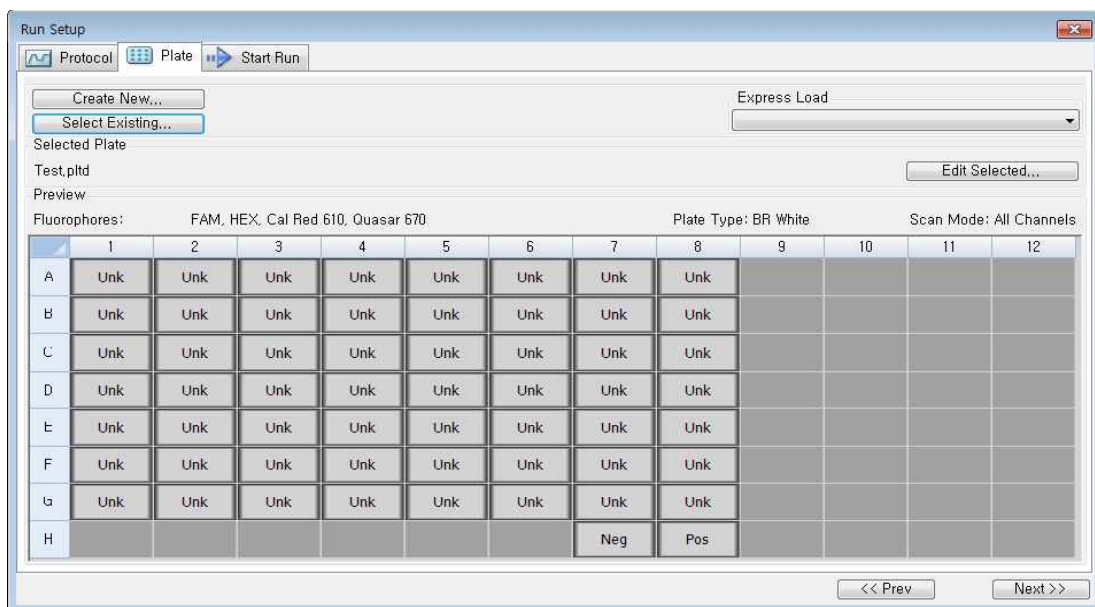 Run Setup
Protocol Plate Start Run
Create New... Express Load
Select Existing...
Selected Plate
Test.pltd Edit Selected...
Preview
Fluorophores: FAM, HEX, Cal Red 610, Quasar 670 Plate Type: BR White Scan Mode: All Channels
1 2 3 4 5 6 7 8 9 10 11 12
A Unk Unk Unk Unk Unk Unk Unk Unk
B Unk Unk Unk Unk Unk Unk Unk Unk
C Unk Unk Unk Unk Unk Unk Unk Unk
D Unk Unk Unk Unk Unk Unk Unk Unk
E Unk Unk Unk Unk Unk Unk Unk Unk
F Unk Unk Unk Unk Unk Unk Unk Unk
G Unk Unk Unk Unk Unk Unk Unk Unk
H Neg Pos
<< Prev Next >>